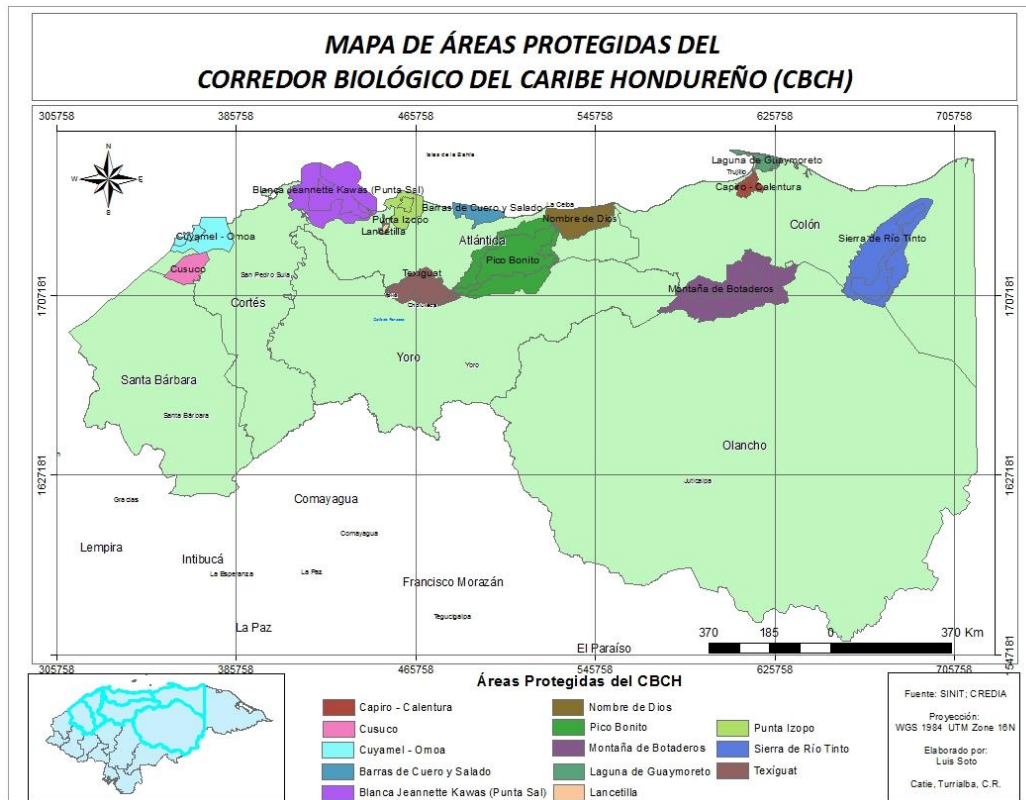 MAPA DE ÁREAS PROTEGIDAS DEL
CORREDOR BIOLÓGICO DEL CARIBE HONDUREÑO (CBCH)
305758 385758 465758 545758 625758 705758
N
W E
S
Islas de la Bahía
Laguna de Guaymoreto
Trujillo
Blanca Jeannette Kawas (Punta Sal)
Capiro - Calentura
Barras de Cuero y Salado
La Ceiba
Punta Izopo
Nombre de Dios
Lancetilla
Colón
Cuyamel - Omoa
Atlántida
Sierra de Río Tinto
Cusuco
San Pedro Sula
Texíguat
Pico Bonito
Montaña de Botaderos
1707181
1707181
Cortés
Yoro
Yoro
Santa Bárbara
Santa Bárbara
Olancho
Juticalpa
1627181
1627181
Gracias
Comayagua
Comayagua
Lempira
Intibucá
La Esperanza
La Paz
Francisco Morazán
Tegucigalpa
La Paz
El Paraíso
370 185 0 370 Km
1547181
305758 385758 465758 545758 625758 705758
Áreas Protegidas del CBCH
Capiro - Calentura
Cusuco
Cuyamel - Omoa
Barras de Cuero y Salado
Blanca Jeannette Kawas (Punta Sal)
Nombre de Dios
Pico Bonito
Montaña de Botaderos
Laguna de Guaymoreto
Lancetilla
Punta Izopo
Sierra de Río Tinto
Texíguat
Fuente: SINIT; CREDIA
Proyección:
WGS 1984 UTM Zone 16N
Elaborado por:
Luis Soto
Catie, Turrialba, C.R.